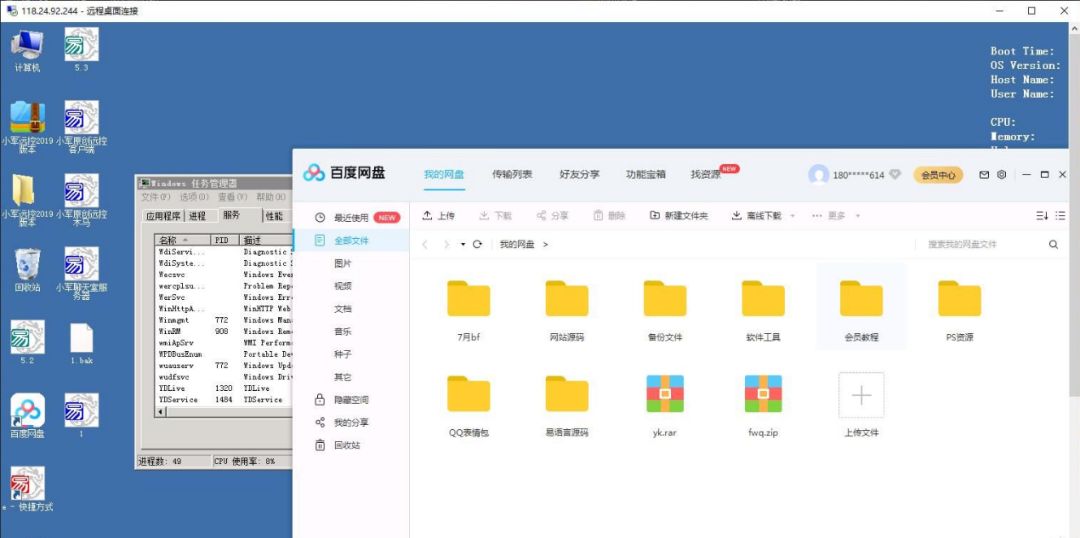 118.24.92.244 - 远程桌面连接
计算机
5.3
小军远控2019版本
小军原创远控客户端
小军远控2019版本
小军原创远控木马
回收站
小军聊天室服务器
5.2
1.bak
百度网盘
1
e - 快捷方式
Boot Time:
OS Version:
Host Name:
User Name:
CPU:
Memory:
Windows 任务管理器
文件(F) 选项(O) 查看(V) 帮助(H)
应用程序 进程 服务 性能
名称 PID 描述
WdiServi... Diagnostic S
WdiSyste... Diagnostic S
Wecsvc Windows Even
wercplsu... Problem Repo
WerSvc Windows Erro
WinHttpA... WinHTTP Web
Winmgmt 772 Windows Mana
WinRM 908 Windows Remo
wmiApSrv WMI Performa
WPDBusEnum Portable Dev
wuauserv 772 Windows Upda
wudfsvc Windows Driv
YDLive 1320 YDLive
YDService 1484 YDService
进程数: 49 CPU 使用率: 8%
百度网盘
我的网盘 传输列表 好友分享 功能宝箱 找资源 NEW
180*****614 会员中心
最近使用 NEW
全部文件
图片
视频
文档
音乐
种子
其它
隐藏空间
我的分享
回收站
上传 下载 分享 删除 新建文件夹 离线下载 更多
我的网盘 >
搜索我的网盘文件
7月bf 网站源码 备份文件 软件工具 会员教程 PS资源
QQ表情包 易语言源码 yk.rar fwq.zip 上传文件